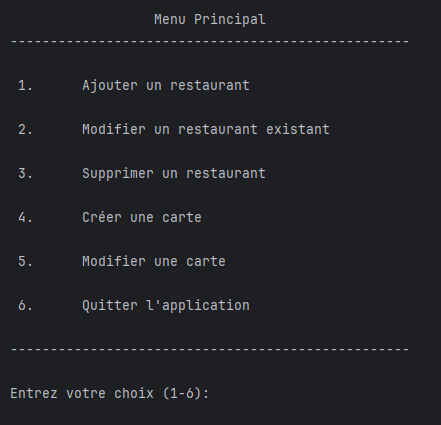 Menu Principal
--------------------------------------------------
1. Ajouter un restaurant
2. Modifier un restaurant existant
3. Supprimer un restaurant
4. Créer une carte
5. Modifier une carte
6. Quitter l'application
--------------------------------------------------
Entrez votre choix (1-6):